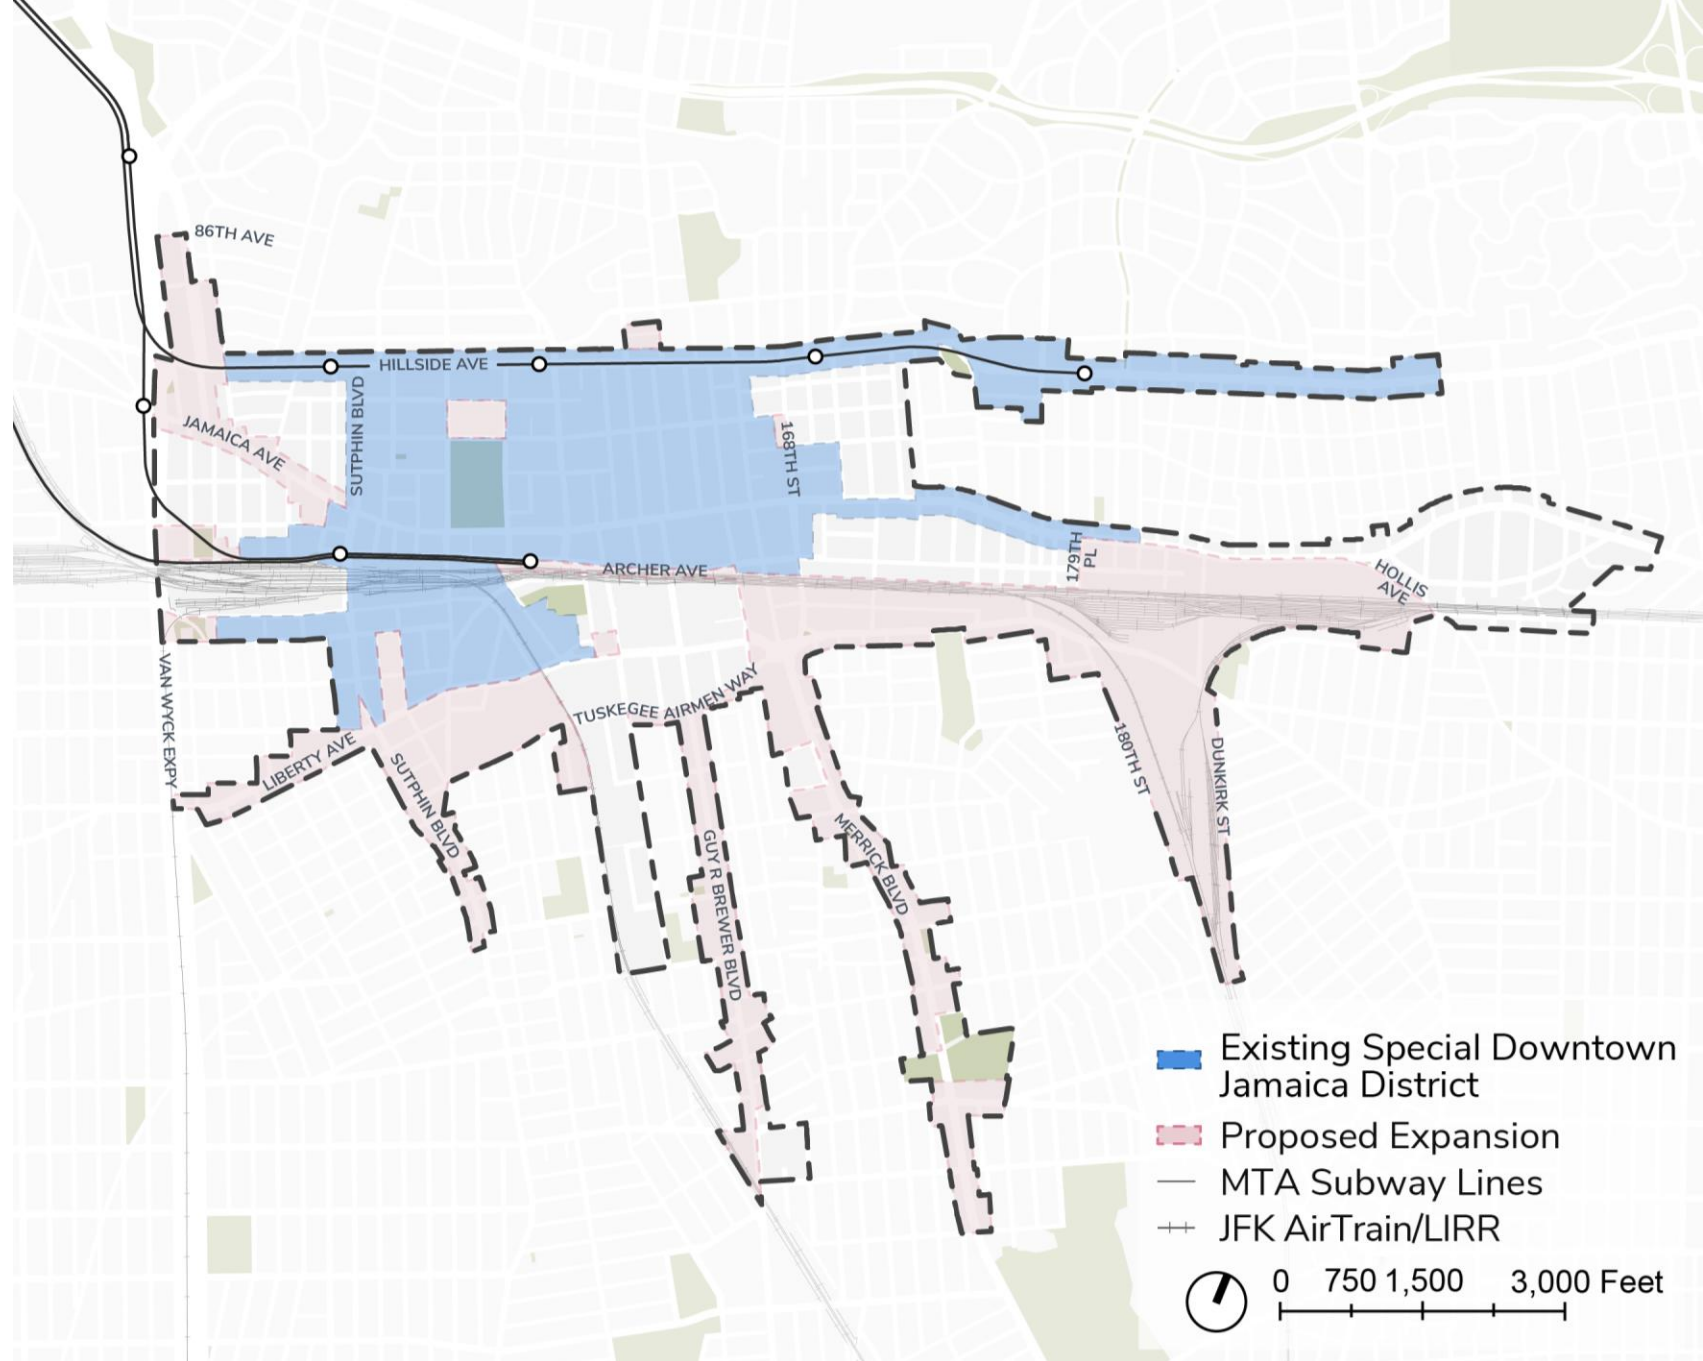 86TH AVE
HILLSIDE AVE
SUTPHIN BLVD
JAMAICA AVE
168TH ST
ARCHER AVE
179TH
PL
HOLLIS
AVE
VAN WYCK EXPY
TUSKEGEE AIRMEN WAY
LIBERTY AVE
SUTPHIN BLVD
180TH ST
DUNKIRK ST
GUY R BREWER BLVD
MERRICK BLVD
Existing Special Downtown
Jamaica District
Proposed Expansion
MTA Subway Lines
JFK AirTrain/LIRR
0 750 1,500 3,000 Feet